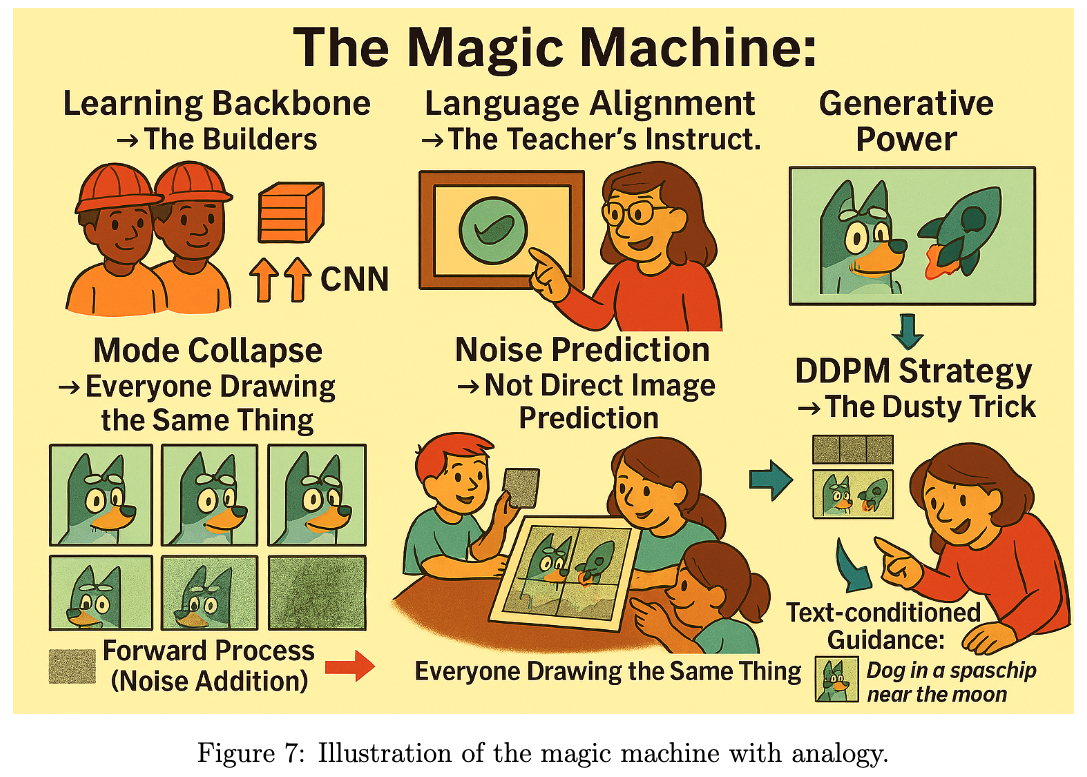 The Magic Machine:
Learning Backbone
→ The Builders
CNN
Language Alignment
→ The Teacher's Instruct.
Generative
Power
Mode Collapse
→ Everyone Drawing
the Same Thing
Noise Prediction
→ Not Direct Image
Prediction
DDPM Strategy
→ The Dusty Trick
Forward Process
(Noise Addition)
Everyone Drawing the Same Thing
Text-conditioned
Guidance:
Dog in a spaschip
near the moon
Figure 7: Illustration of the magic machine with analogy.